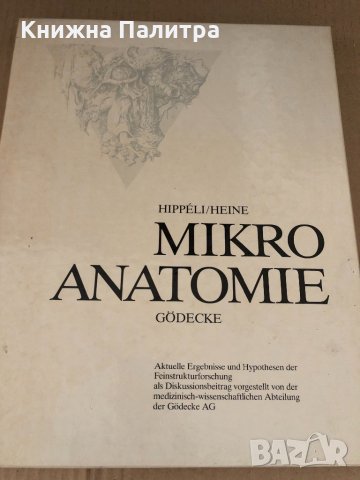 Книжна Палитра
HIPPÉLI/HEINE
MIKRO
ANATOMIE
GÖDECKE
Aktuelle Ergebnisse und Hypothesen der
Feinstrukturforschung
als Diskussionsbeitrag vorgestellt von der
medizinisch-wissenschaftlichen Abteilung
der Gödecke AG
BAZAR